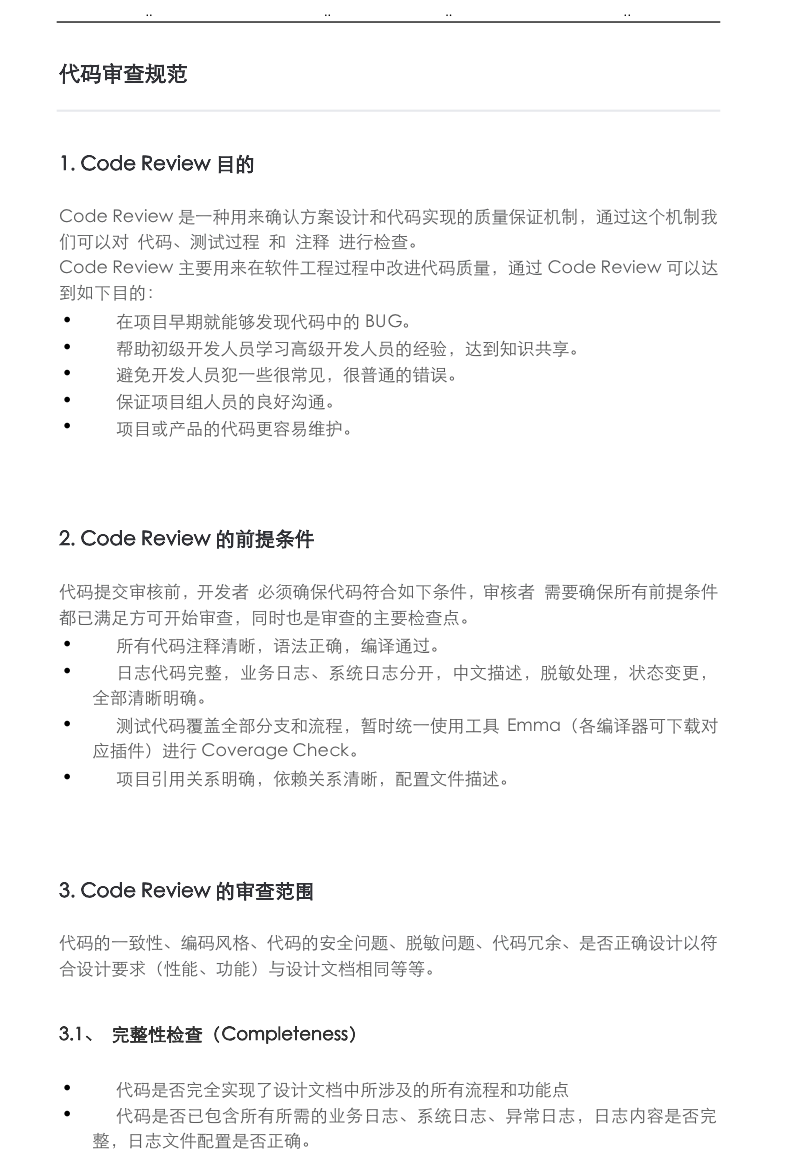 代码审查规范
1. Code Review 目的
Code Review 是一种用来确认方案设计和代码实现的质量保证机制，通过这个机制我
们可以对 代码、测试过程 和 注释 进行检查。
Code Review 主要用来在软件工程过程中改进代码质量，通过 Code Review 可以达
到如下目的：
• 在项目早期就能够发现代码中的 BUG。
• 帮助初级开发人员学习高级开发人员的经验，达到知识共享。
• 避免开发人员犯一些很常见，很普通的错误。
• 保证项目组人员的良好沟通。
• 项目或产品的代码更容易维护。
2. Code Review 的前提条件
代码提交审核前，开发者 必须确保代码符合如下条件，审核者 需要确保所有前提条件
都已满足方可开始审查，同时也是审查的主要检查点。
• 所有代码注释清晰，语法正确，编译通过。
• 日志代码完整，业务日志、系统日志分开，中文描述，脱敏处理，状态变更，
全部清晰明确。
• 测试代码覆盖全部分支和流程，暂时统一使用工具 Emma（各编译器可下载对
应插件）进行 Coverage Check。
• 项目引用关系明确，依赖关系清晰，配置文件描述。
3. Code Review 的审查范围
代码的一致性、编码风格、代码的安全问题、脱敏问题、代码冗余、是否正确设计以符
合设计要求（性能、功能）与设计文档相同等等。
3.1、 完整性检查（Completeness）
• 代码是否完全实现了设计文档中所涉及的所有流程和功能点
• 代码是否已包含所有所需的业务日志、系统日志、异常日志，日志内容是否完
整，日志文件配置是否正确。